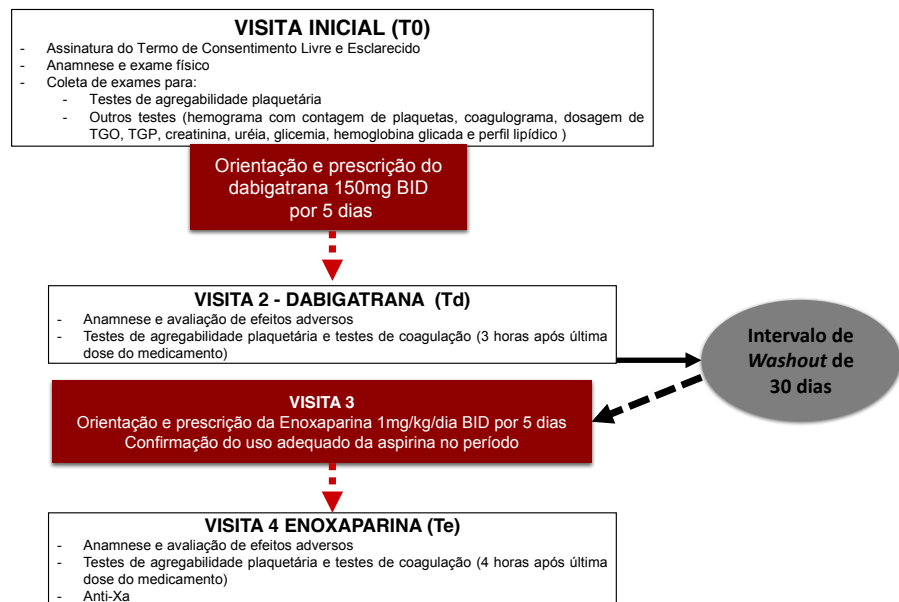 VISITA INICIAL (T0)
- Assinatura do Termo de Consentimento Livre e Esclarecido
- Anamnese e exame físico
- Coleta de exames para:
- Testes de agregabilidade plaquetária
- Outros testes (hemograma com contagem de plaquetas, coagulograma, dosagem de
TGO, TGP, creatinina, uréia, glicemia, hemoglobina glicada e perfil lipídico )
Orientação e prescrição do
dabigatrana 150mg BID
por 5 dias
VISITA 2 - DABIGATRANA (Td)
- Anamnese e avaliação de efeitos adversos
- Testes de agregabilidade plaquetária e testes de coagulação (3 horas após última
dose do medicamento)
Intervalo de
Washout de
30 dias
VISITA 3
Orientação e prescrição da Enoxaparina 1mg/kg/dia BID por 5 dias
Confirmação do uso adequado da aspirina no período
VISITA 4 ENOXAPARINA (Te)
- Anamnese e avaliação de efeitos adversos
- Testes de agregabilidade plaquetária e testes de coagulação (4 horas após última
dose do medicamento)
- Anti-Xa